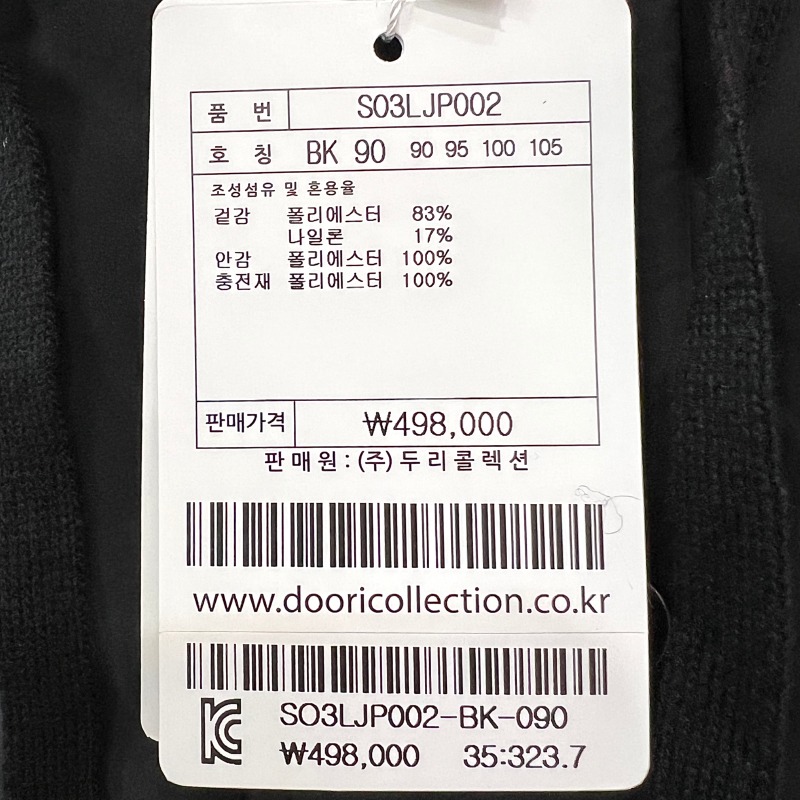 품 번 S03LJP002
호 칭 BK 90 90 95 100 105
조성섬유 및 혼용율
겉감 폴리에스터 83%
나일론 17%
안감 폴리에스터 100%
충전재 폴리에스터 100%
판매가격 ₩498,000
판 매 원 : (주) 두 리 콜 렉 션
www.dooricollection.co.kr
KC S03LJP002-BK-090
₩498,000 35:323.7